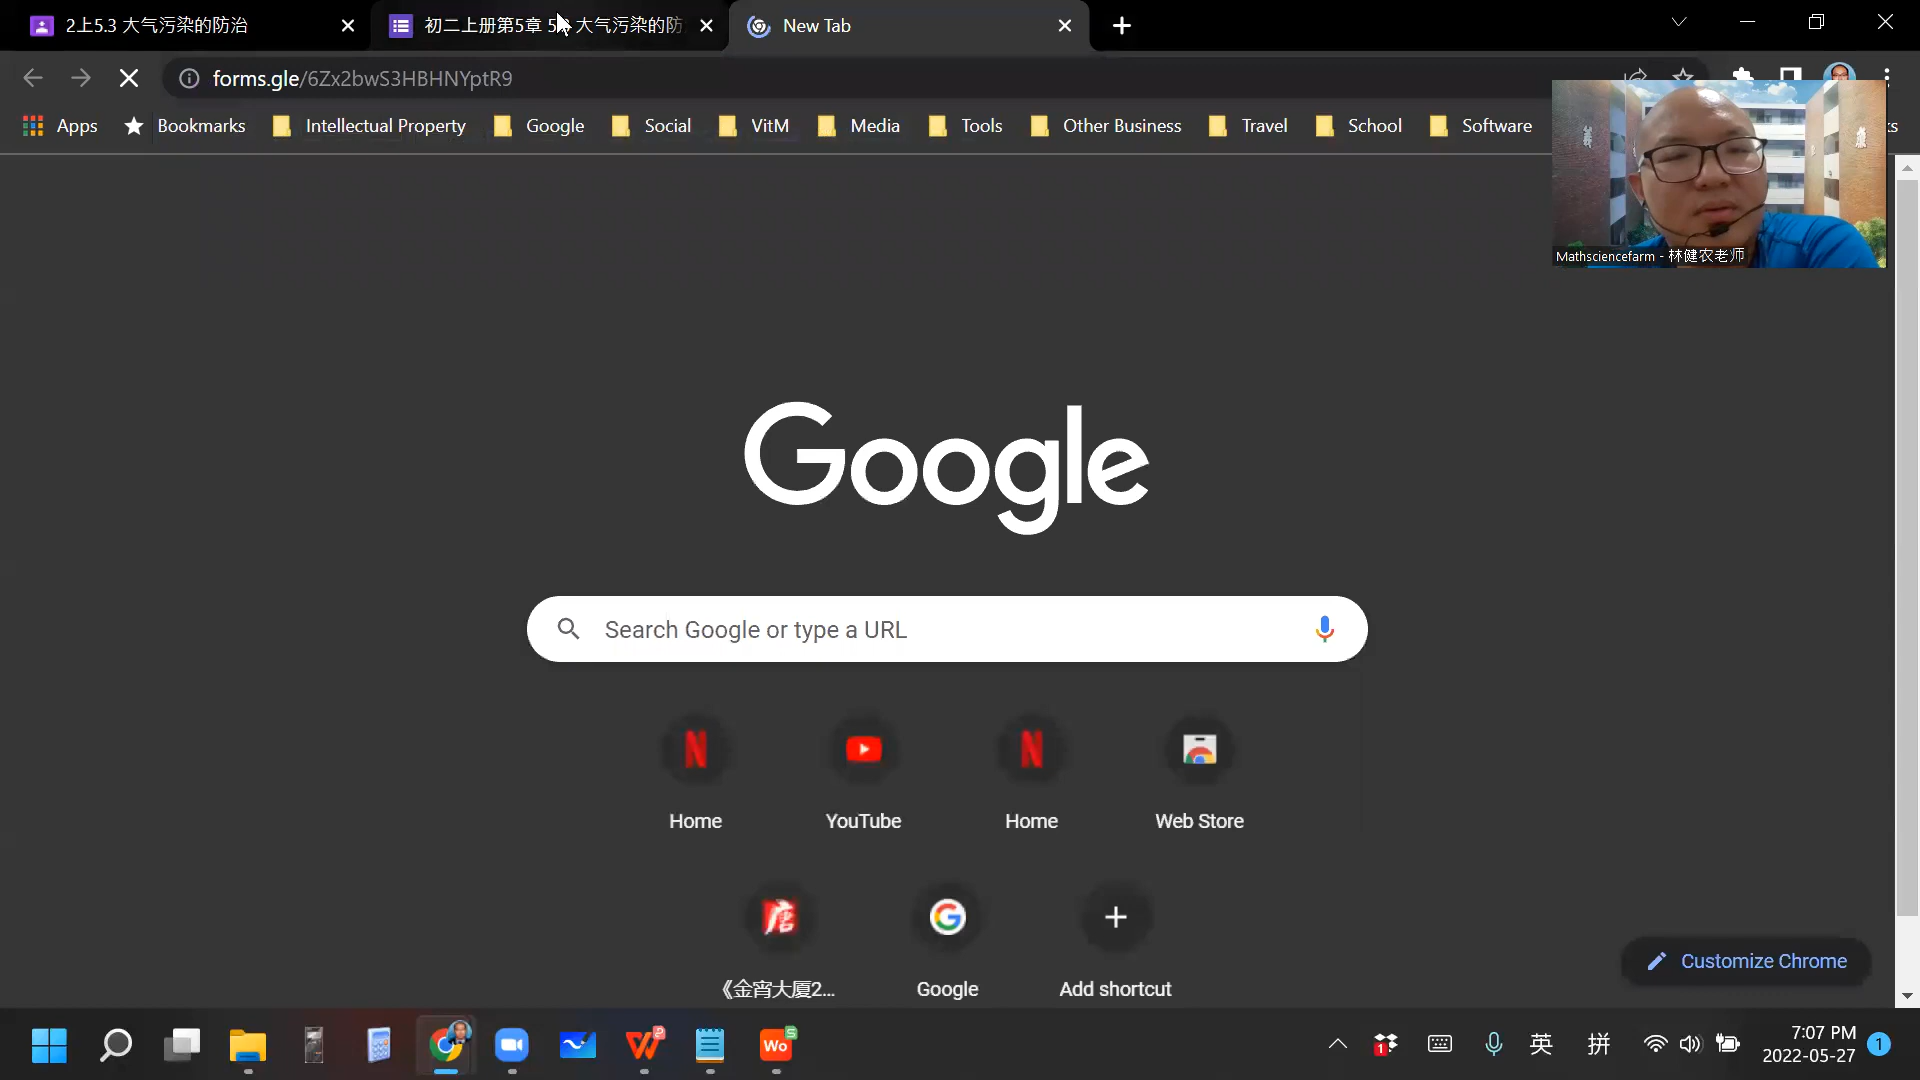 2上5.3 大气污染的防治
初二上册第5章 5.3 大气污染的防
New Tab
forms.gle/6Zx2bwS3HBHNYptR9
Apps
Bookmarks
Intellectual Property
Google
Social
VitM
Media
Tools
Other Business
Travel
School
Software
Mathsciencefarm - 林健农老师
Google
Search Google or type a URL
Home
YouTube
Home
Web Store
《金宵大厦2...
Google
Add shortcut
Customize Chrome
Wo
英
拼
7:07 PM
2022-05-27
1